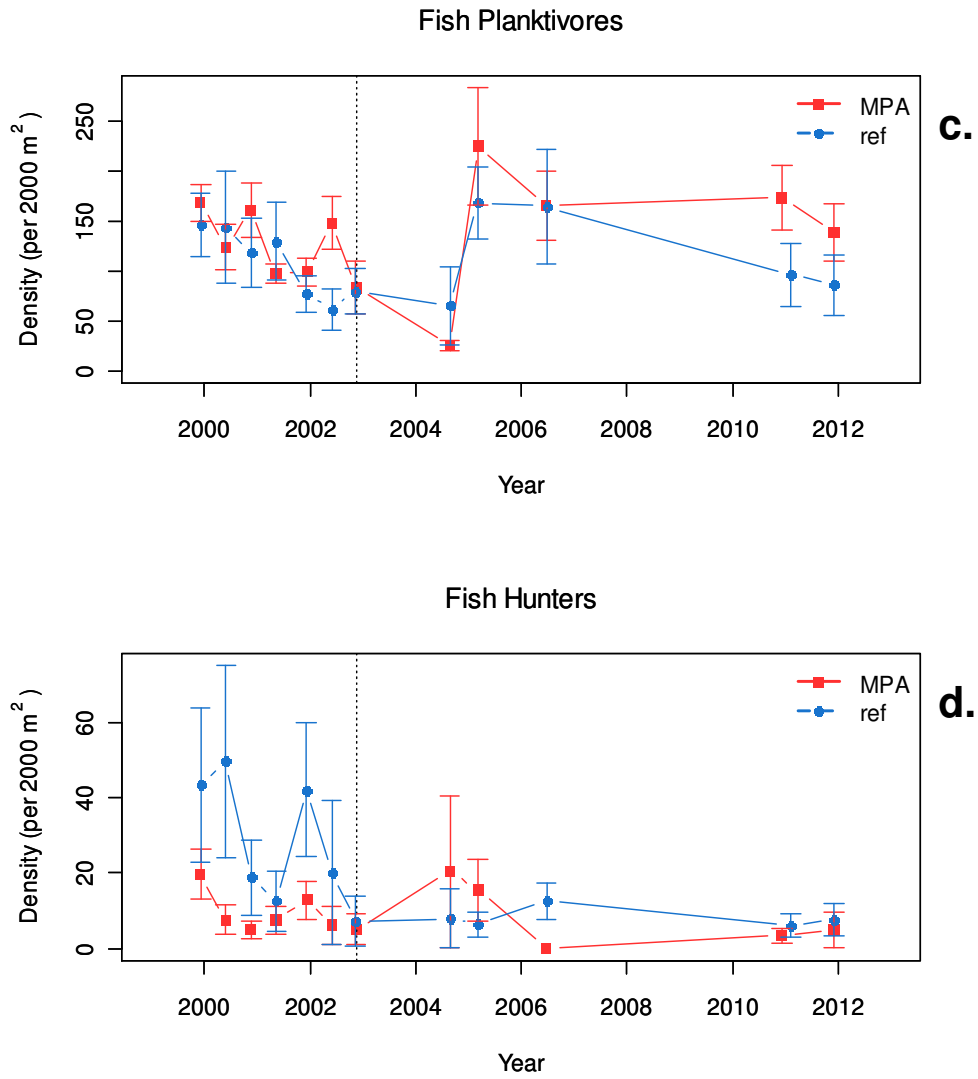 Fish Planktivores
Density (per 2000 m²)
250
150
50
0
MPA
ref
c.
2000 2002 2004 2006 2008 2010 2012
Year
Fish Hunters
Density (per 2000 m²)
60
40
20
0
MPA
ref
d.
2000 2002 2004 2006 2008 2010 2012
Year